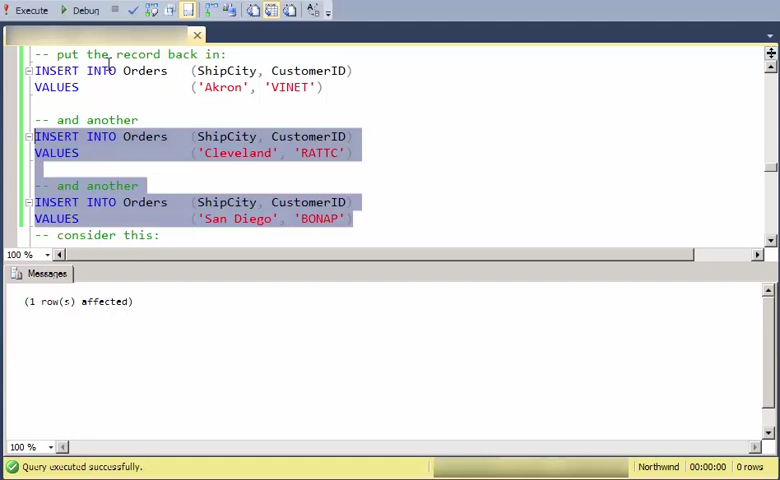 Execute Debug
-- put the record back in:
INSERT INTO Orders (ShipCity, CustomerID)
VALUES ('Akron', 'VINET')
-- and another
INSERT INTO Orders (ShipCity, CustomerID)
VALUES ('Cleveland', 'RATTC')
-- and another
INSERT INTO Orders (ShipCity, CustomerID)
VALUES ('San Diego', 'BONAP')
-- consider this:
100 %
Messages
(1 row(s) affected)
100 %
Query executed successfully. Northwind 00:00:00 0 rows